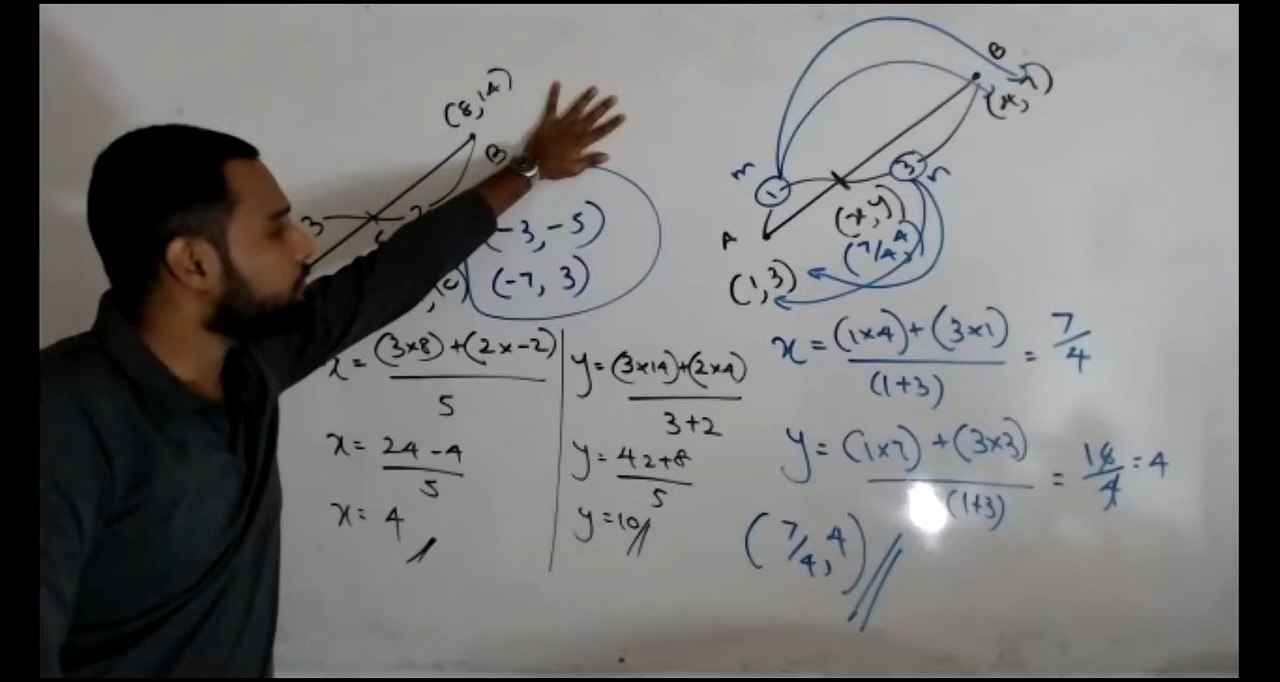 (8, 14)
B
3
2
(-3, -5)
(-7, 3)
x = (3×8) + (2×-2)
5
x = 24 - 4
5
x = 4
y = (3×14) + (2×4)
3+2
y = 42+8
5
y = 10
B
1
3
(x, y)
(7/4, 4)
A
(1, 3)
x = (1×4) + (3×1) = 7/4
(1+3)
y = (1×7) + (3×3) = 16/4 = 4
(1+3)
(7/4, 4)